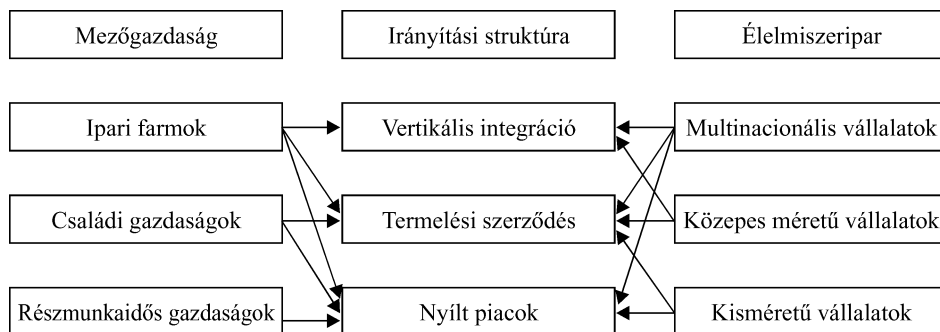 Mezőgazdaság
Irányítási struktúra
Élelmiszeripar
Ipari farmok
Vertikális integráció
Multinacionális vállalatok
Családi gazdaságok
Termelési szerződés
Közepes méretű vállalatok
Részmunkaidős gazdaságok
Nyílt piacok
Kisméretű vállalatok